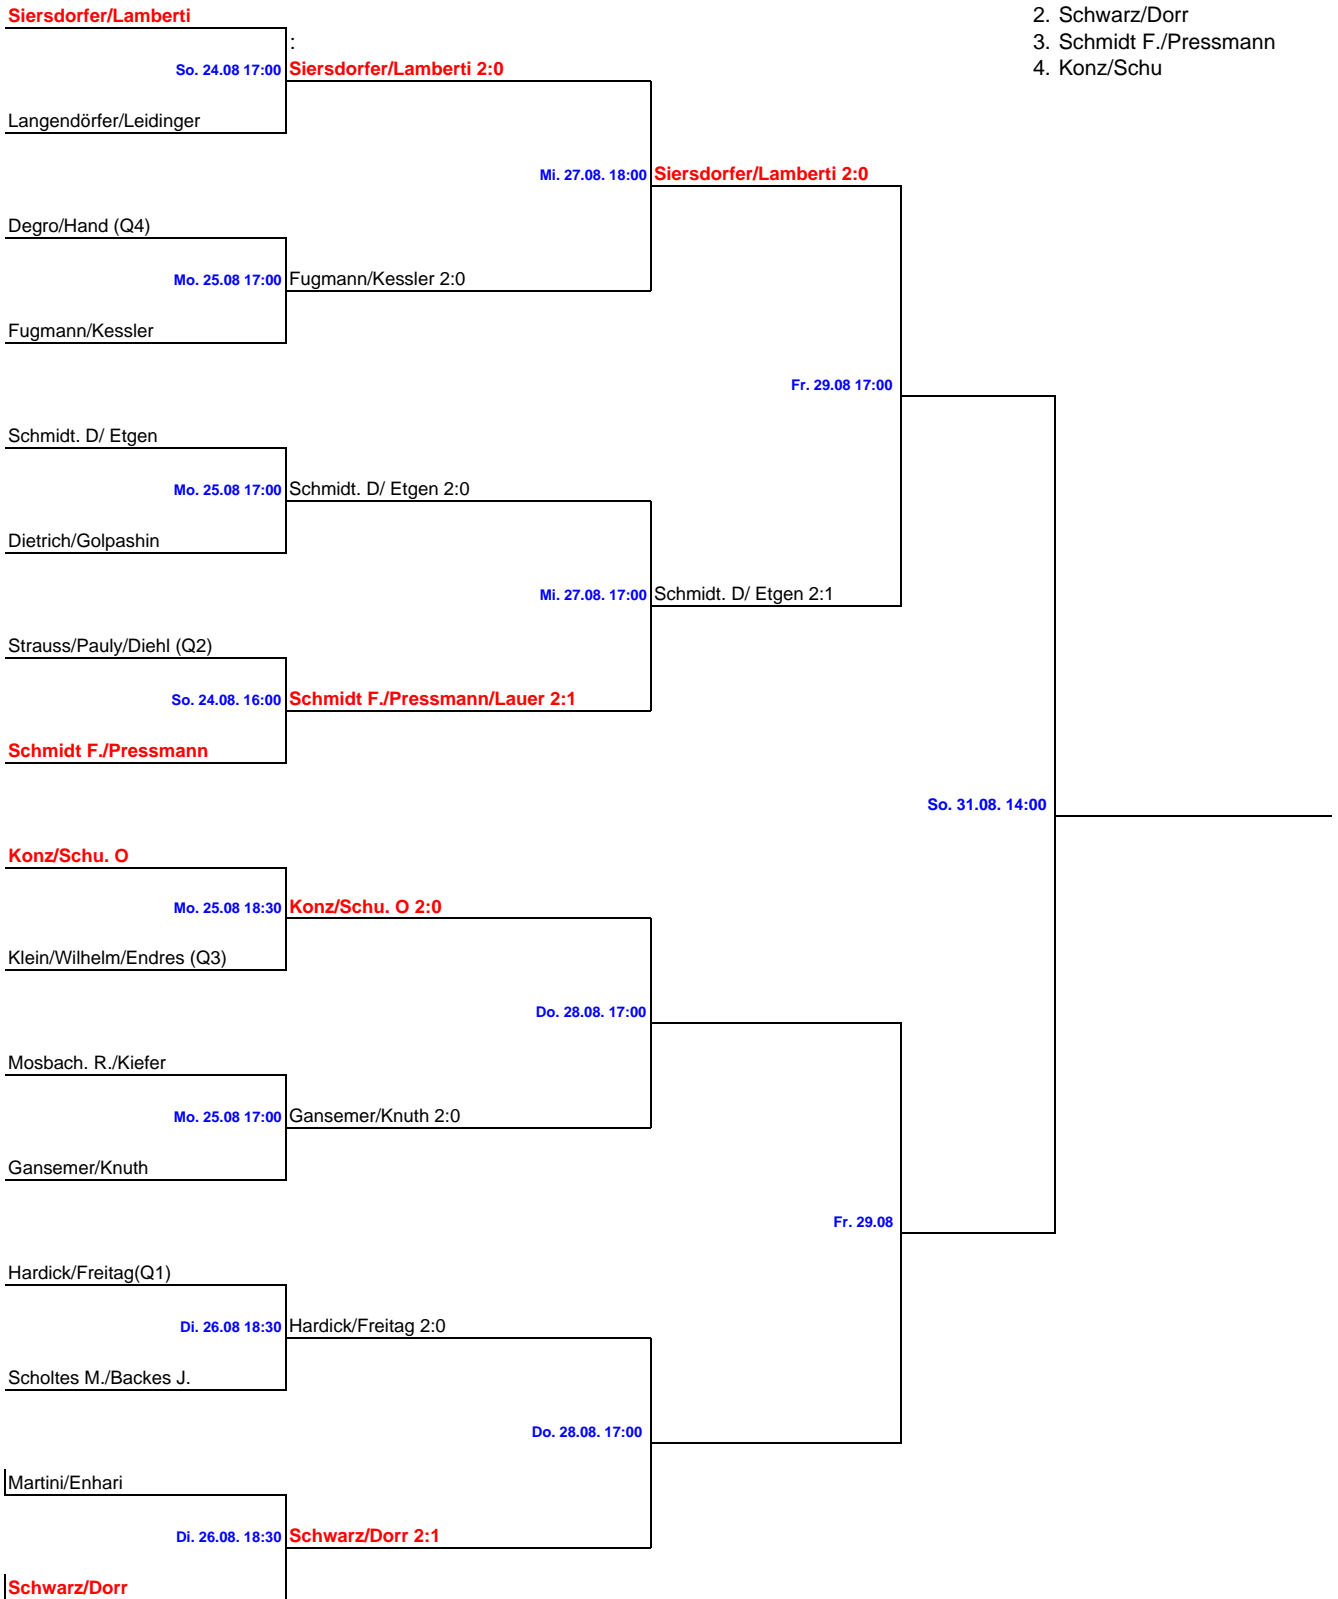 Siersdorfer/Lamberti
2. Schwarz/Dorr
:
3. Schmidt F./Pressmann
So. 24.08 17:00 Siersdorfer/Lamberti 2:0
4. Konz/Schu
Langendörfer/Leidinger
Mi. 27.08. 18:00 Siersdorfer/Lamberti 2:0
Degro/Hand (Q4)
Mo. 25.08 17:00 Fugmann/Kessler 2:0
Fugmann/Kessler
Fr. 29.08 17:00
Schmidt. D/ Etgen
Mo. 25.08 17:00 Schmidt. D/ Etgen 2:0
Dietrich/Golpashin
Mi. 27.08. 17:00 Schmidt. D/ Etgen 2:1
Strauss/Pauly/Diehl (Q2)
So. 24.08. 16:00 Schmidt F./Pressmann/Lauer 2:1
Schmidt F./Pressmann
So. 31.08. 14:00
Konz/Schu. O
Mo. 25.08 18:30 Konz/Schu. O 2:0
Klein/Wilhelm/Endres (Q3)
Do. 28.08. 17:00
Mosbach. R./Kiefer
Mo. 25.08 17:00 Gansemer/Knuth 2:0
Gansemer/Knuth
Fr. 29.08
Hardick/Freitag(Q1)
Di. 26.08 18:30 Hardick/Freitag 2:0
Scholtes M./Backes J.
Do. 28.08. 17:00
Martini/Enhari
Di. 26.08. 18:30 Schwarz/Dorr 2:1
Schwarz/Dorr